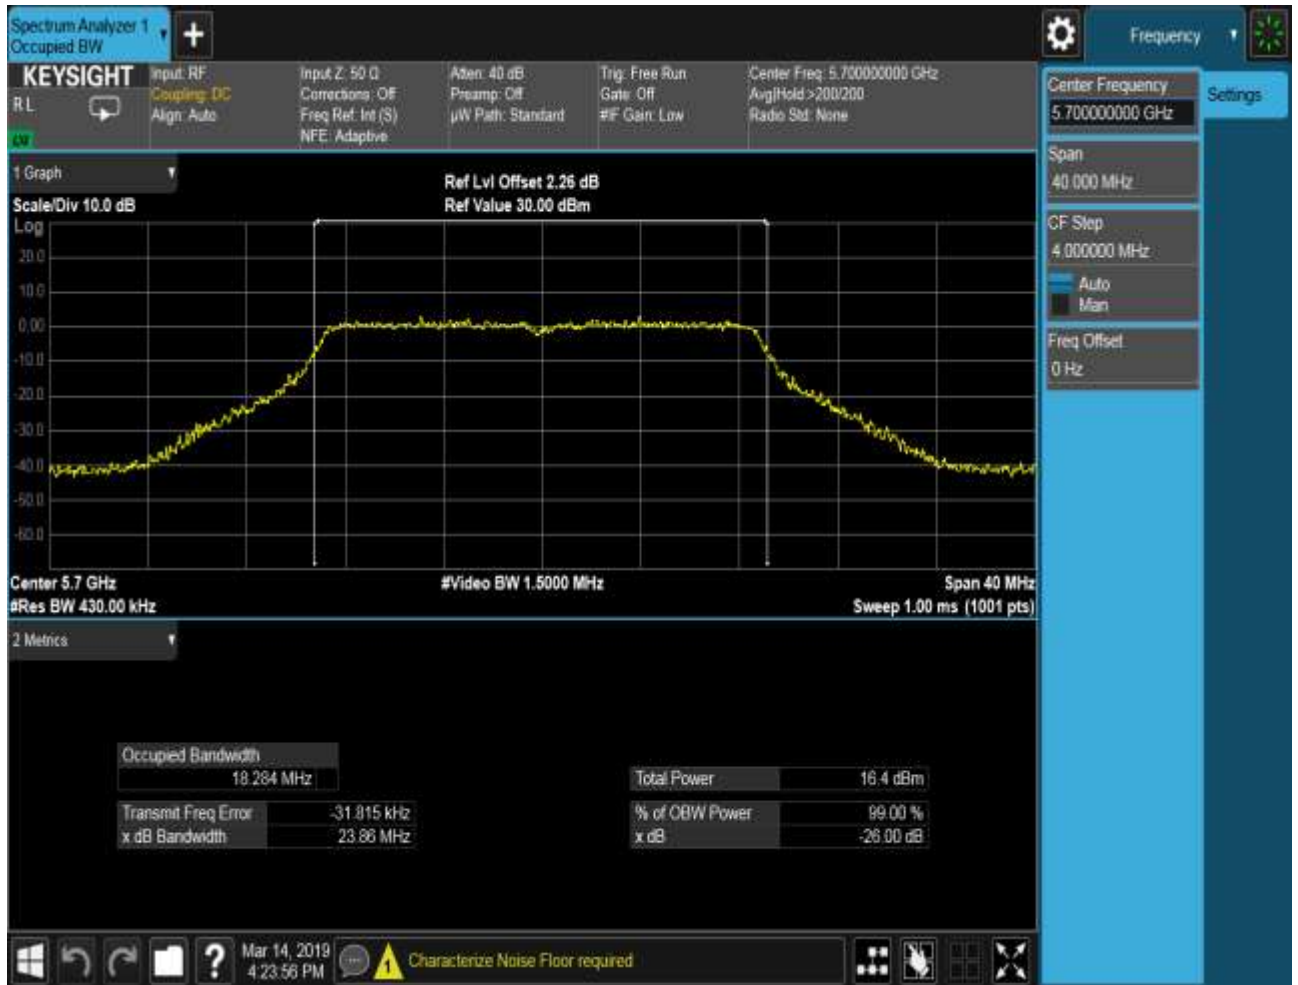 Spectrum Analyzer 1
Occupied BW
Frequency
KEYSIGHT
R L
Input: RF
Coupling: DC
Align: Auto
Input Z: 50 Ω
Corrections: Off
Freq Ref: Int (S)
NFE: Adaptive
Atten: 40 dB
Preamp: Off
µW Path: Standard
Trig: Free Run
Gate: Off
#IF Gain: Low
Center Freq: 5.700000000 GHz
Avg|Hold:>200/200
Radio Std: None
Center Frequency
5.700000000 GHz
Settings
Span
40.000 MHz
CF Step
4.000000 MHz
Auto
Man
Freq Offset
0 Hz
1 Graph
Ref Lvl Offset 2.26 dB
Scale/Div 10.0 dB
Ref Value 30.00 dBm
Log
20.0
10.0
0.00
-10.0
-20.0
-30.0
-40.0
-50.0
-60.0
Center 5.7 GHz
#Video BW 1.5000 MHz
Span 40 MHz
#Res BW 430.00 kHz
Sweep 1.00 ms (1001 pts)
2 Metrics
Occupied Bandwidth
18.284 MHz
Total Power 16.4 dBm
Transmit Freq Error -31.815 kHz
% of OBW Power 99.00 %
x dB Bandwidth 23.86 MHz
x dB -26.00 dB
Mar 14, 2019
4:23:56 PM
1
Characterize Noise Floor required